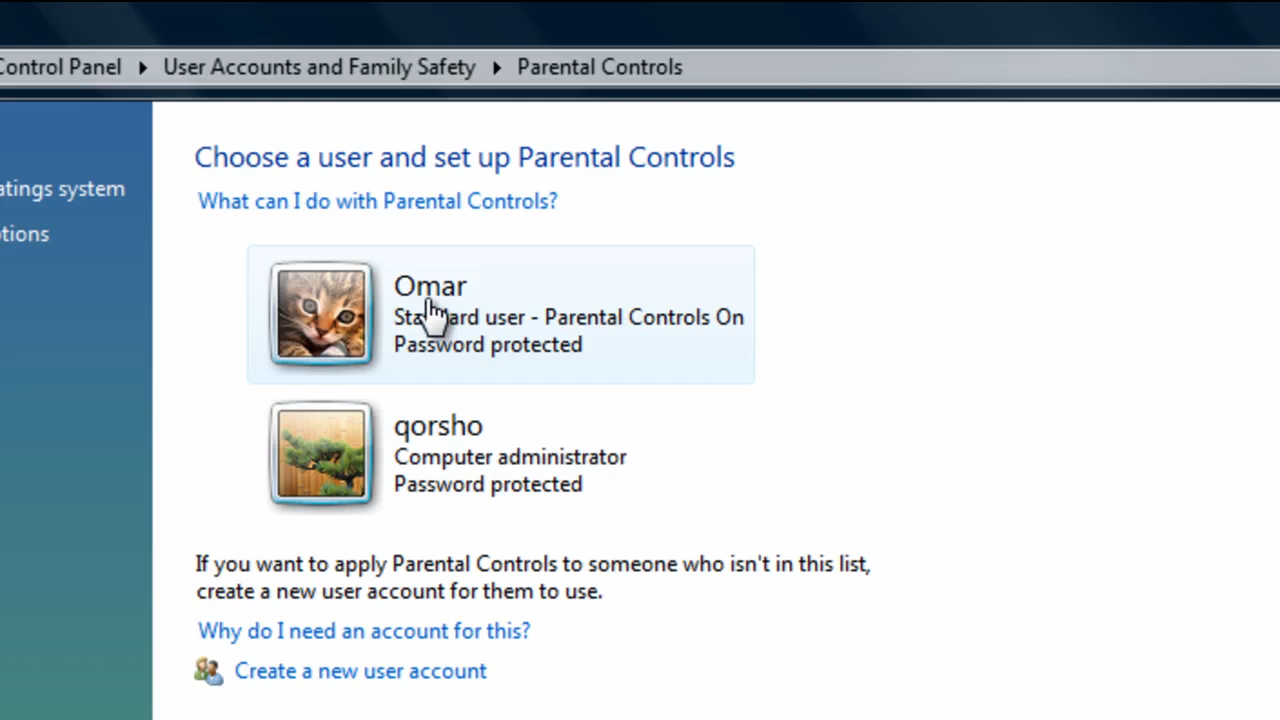 Control Panel ▸ User Accounts and Family Safety ▸ Parental Controls
atings system
tions
Choose a user and set up Parental Controls
What can I do with Parental Controls?
Omar
Standard user - Parental Controls On
Password protected
qorsho
Computer administrator
Password protected
If you want to apply Parental Controls to someone who isn't in this list,
create a new user account for them to use.
Why do I need an account for this?
Create a new user account